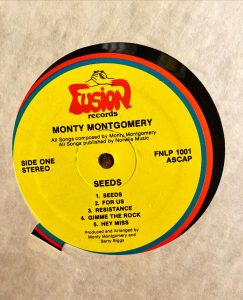 Fusion
records
MONTY MONTGOMERY
All Songs composed by Monty Montgomery
All Songs published by Norwils Music
SIDE ONE
STEREO
FNLP 1001
ASCAP
SEEDS
1. SEEDS
2. FOR US
3. RESISTANCE
4. GIMME THE ROCK
5. HEY MISS
Produced and Arranged by
Monty Montgomery and
Barry Biggs